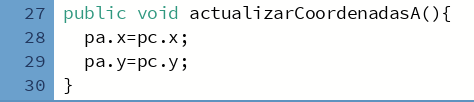 27 public void actualizarCoordenadasA(){
28 pa.x=pc.x;
29 pa.y=pc.y;
30 }